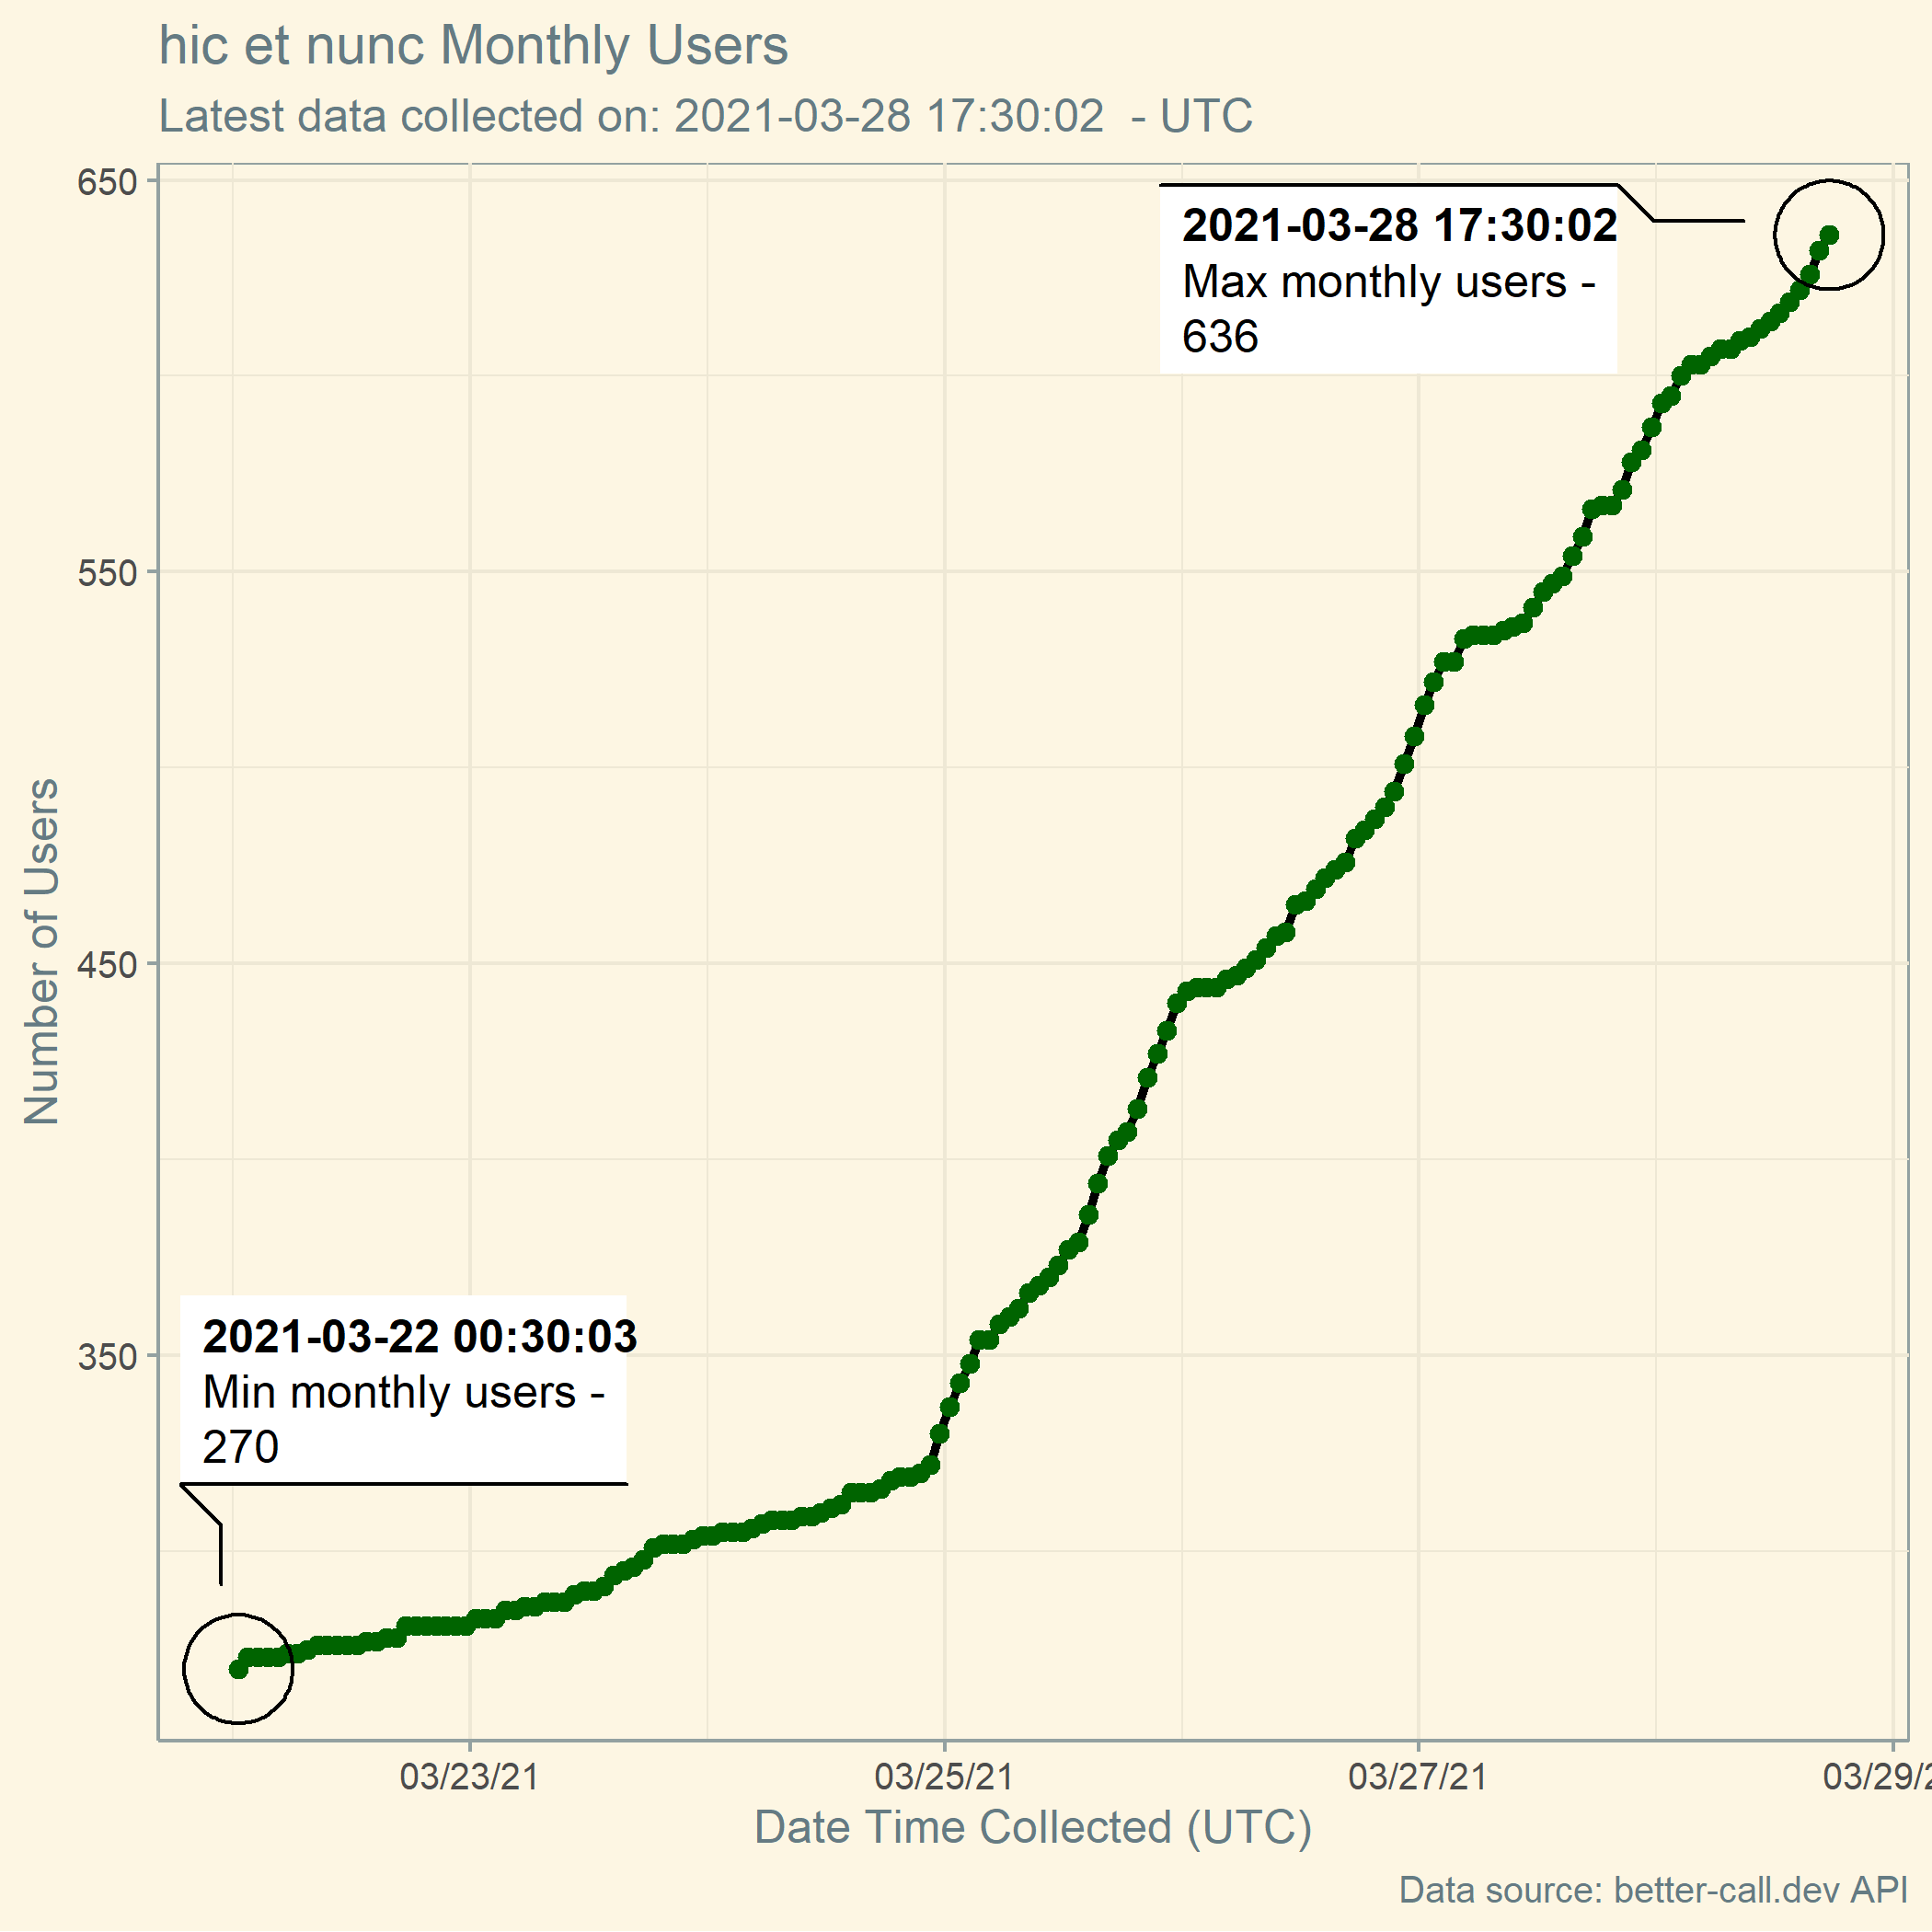 hic et nunc Monthly Users
Latest data collected on: 2021-03-28 17:30:02 - UTC
650
2021-03-28 17:30:02
Max monthly users -
636
550
Number of Users
450
350
2021-03-22 00:30:03
Min monthly users -
270
03/23/21
03/25/21
03/27/21
03/29/2
Date Time Collected (UTC)
Data source: better-call.dev API